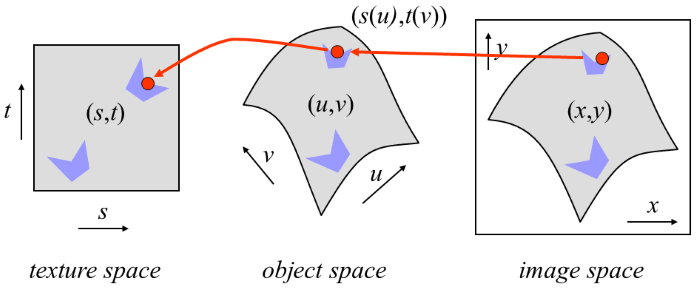 (s(u),t(v))
y
t
(s,t)
(u,v)
(x,y)
v
u
s
x
texture space
object space
image space